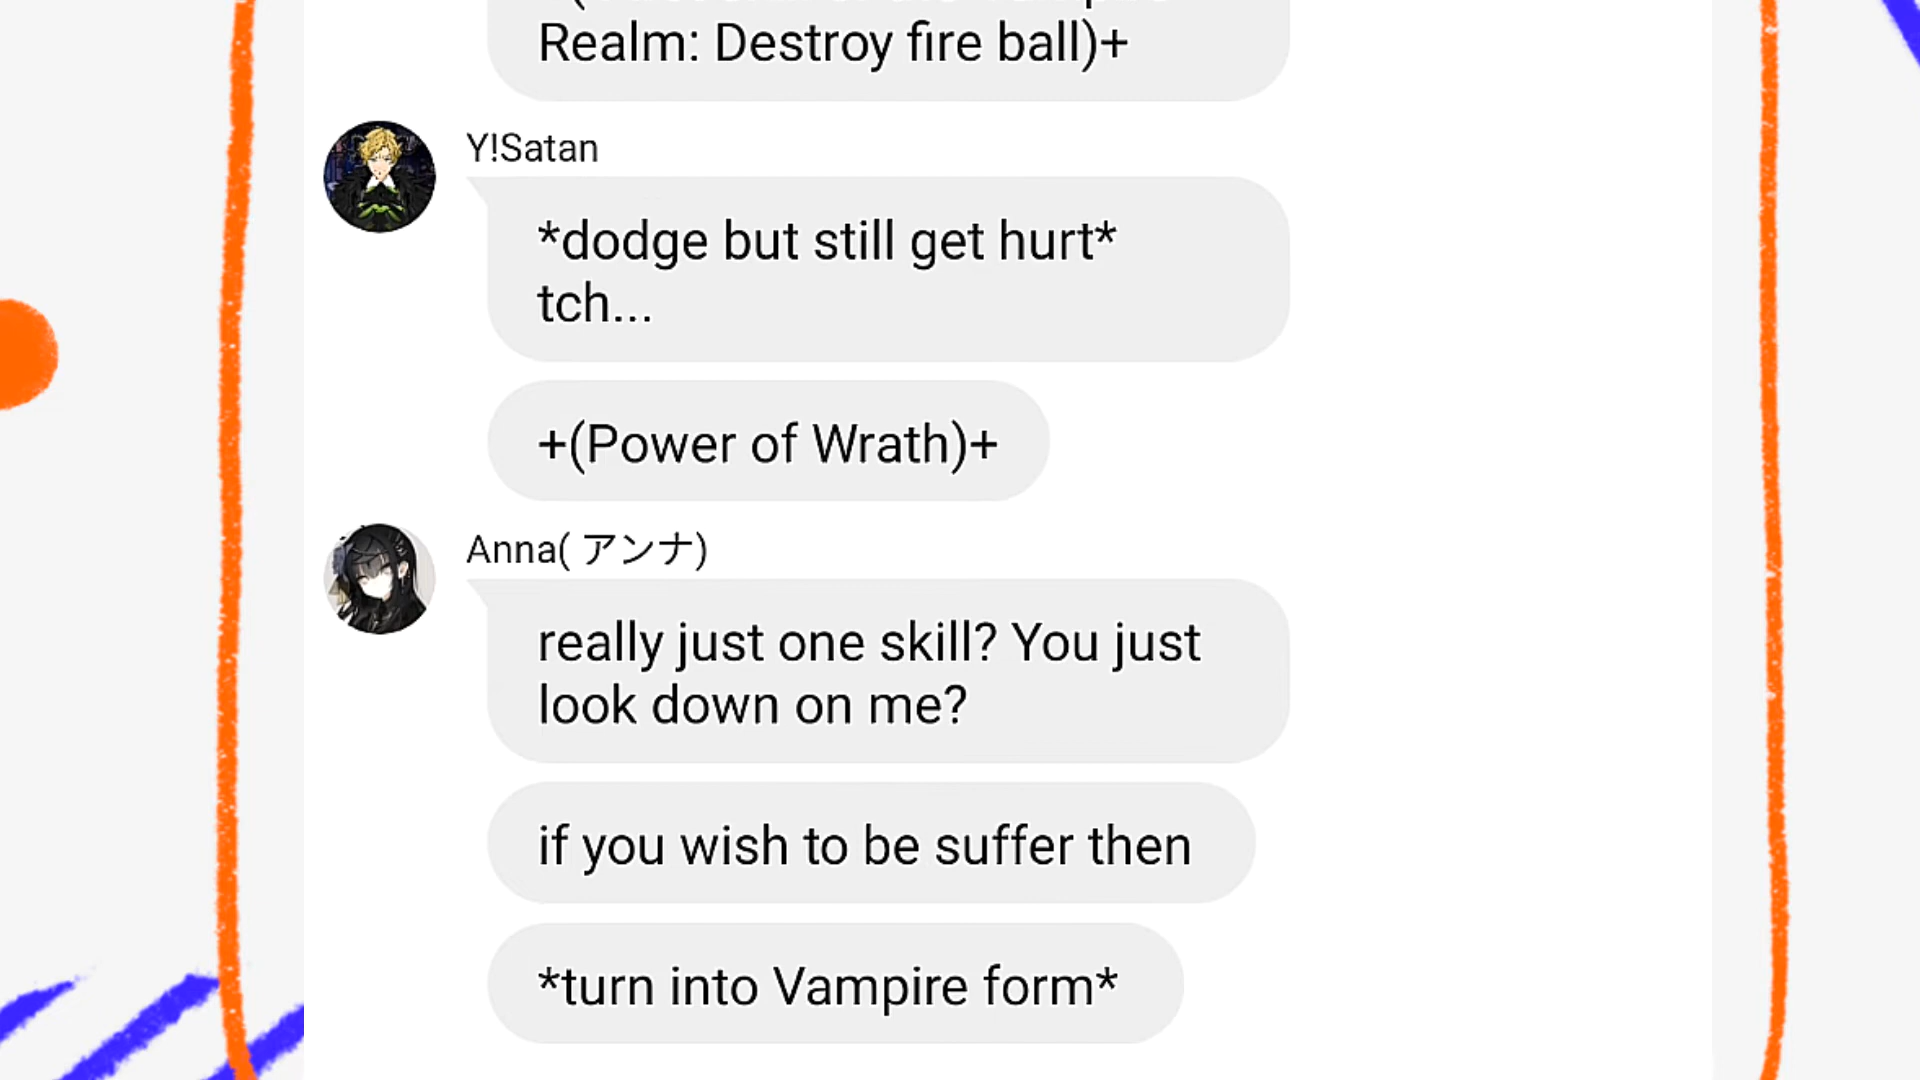 Realm: Destroy fire ball)+
Y!Satan
*dodge but still get hurt*
tch...
+(Power of Wrath)+
Anna( アンナ)
really just one skill? You just
look down on me?
if you wish to be suffer then
*turn into Vampire form*